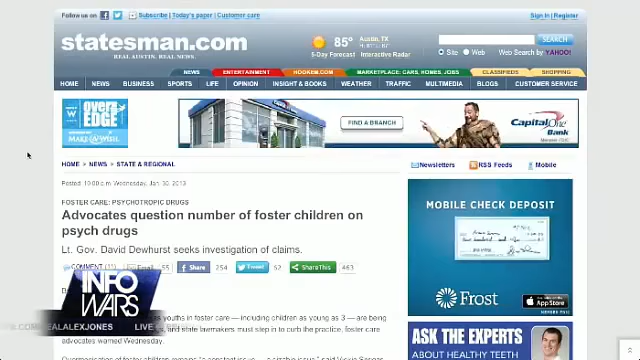 Follow us on
Subscribe | Today's paper | Customer care
Sign in | Register
statesman.com
REAL AUSTIN. REAL NEWS.
85°
Austin, TX
5-Day Forecast
Interactive Radar
SEARCH
Site
Web
Web Search by YAHOO!
NEWS
ENTERTAINMENT
HOOKEM.COM
MARKETPLACE: CARS, HOMES, JOBS
CLASSIFIEDS
SHOPPING
HOME
NEWS
BUSINESS
SPORTS
LIFE
OPINION
INSIGHT & BOOKS
WEATHER
TRAFFIC
MULTIMEDIA
BLOGS
CUSTOMER SERVICE
over the
EDGE
MAKE-A-WISH.
FIND A BRANCH
Capital One
Bank
HOME > NEWS > STATE & REGIONAL
Newsletters
RSS Feeds
Mobile
Posted: 10:00 p.m. Wednesday, Jan. 30, 2013
FOSTER CARE: PSYCHOTROPIC DRUGS
Advocates question number of foster children on
psych drugs
Lt. Gov. David Dewhurst seeks investigation of claims.
COMMENT (11)
Email
55
Share
254
Tweet
52
ShareThis
463
MOBILE CHECK DEPOSIT
Frost
App Store
INFO
WARS
REALALEXJONES
LIVE
youths in foster care — including children as young as 3 — are being
and state lawmakers must step in to curb the practice, foster care
advocates warned Wednesday.
ASK THE EXPERTS
ABOUT HEALTHY TEETH